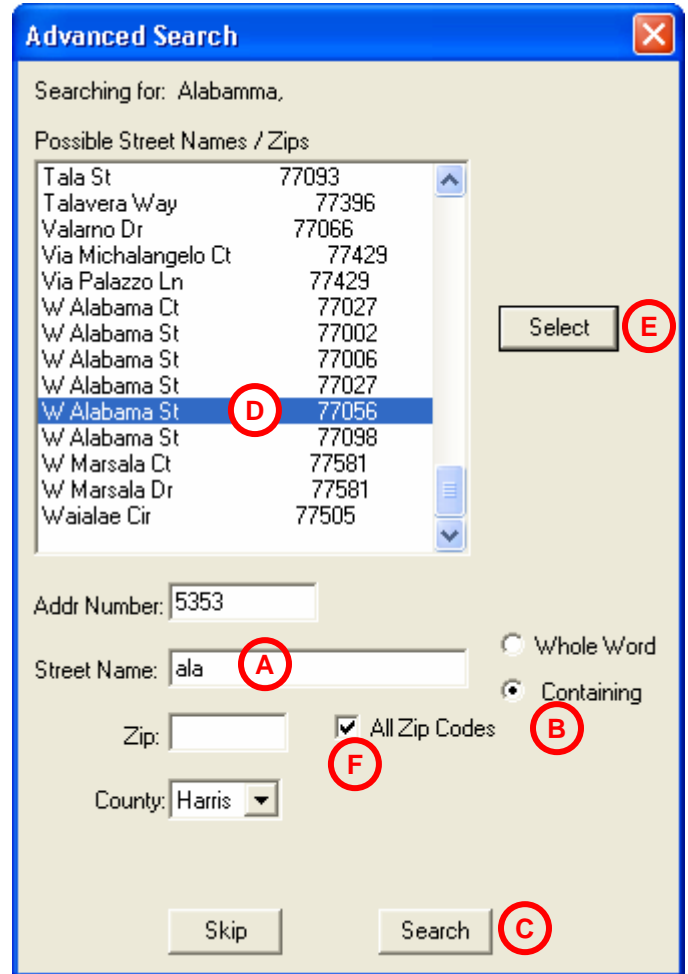 Advanced Search
Searching for: Alabamma,
Possible Street Names / Zips
Tala St 77093
Talavera Way 77396
Valarno Dr 77066
Via Michalangelo Ct 77429
Via Palazzo Ln 77429
W Alabama Ct 77027
W Alabama St 77002
W Alabama St 77006
W Alabama St 77027
W Alabama St D 77056
W Alabama St 77098
W Marsala Ct 77581
W Marsala Dr 77581
Waialae Cir 77505
Select E
Addr Number: 5353
Street Name: ala A
Whole Word
Containing
B
Zip:
All Zip Codes
F
County: Harris
Skip
Search C